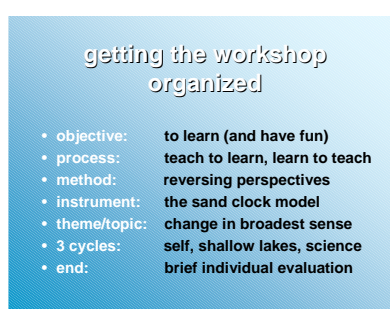 getting the workshop
organized
• objective: to learn (and have fun)
• process: teach to learn, learn to teach
• method: reversing perspectives
• instrument: the sand clock model
• theme/topic: change in broadest sense
• 3 cycles: self, shallow lakes, science
• end: brief individual evaluation